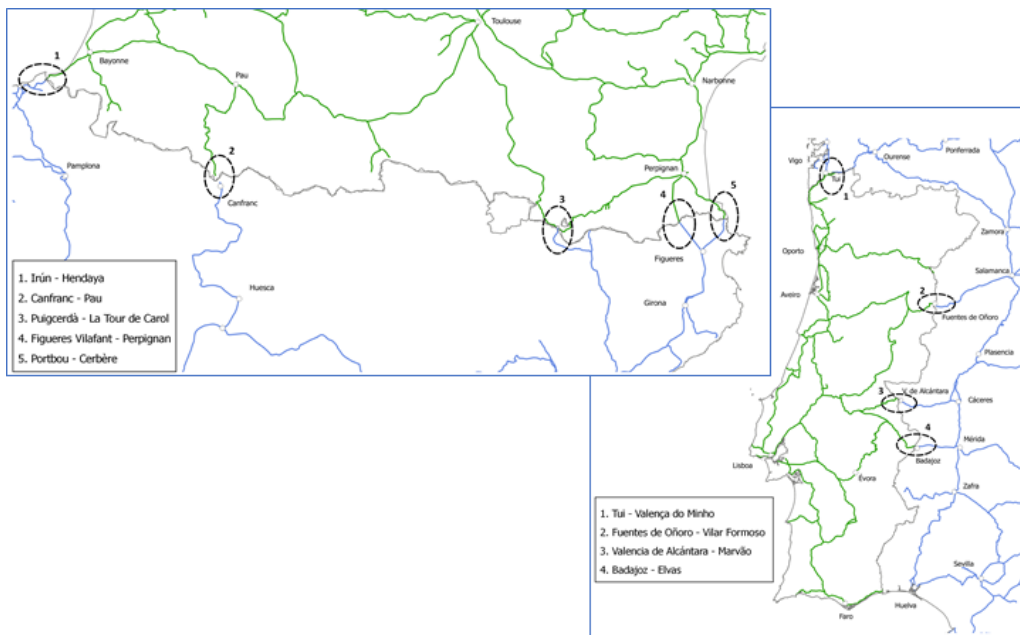 1
Toulouse
Bayonne
Pau
Narbonne
2
Pamplona
Perpignan
Canfranc
3
4
5
Figueres
Huesca
Girona
1. Irún - Hendaya
2. Canfranc - Pau
3. Puigcerdà - La Tour de Carol
4. Figueres Vilafant - Perpignan
5. Portbou - Cerbère
Vigo
Ourense
Ponferrada
Tui
1
Zamora
Oporto
Salamanca
Aveiro
2
Fuentes de Oñoro
Plasencia
3
V. de Alcántara
Cáceres
4
Mérida
Lisboa
Badajoz
Évora
Zafra
1. Tui - Valença do Minho
2. Fuentes de Oñoro - Vilar Formoso
3. Valencia de Alcántara - Marvão
4. Badajoz - Elvas
Sevilla
Huelva
Faro